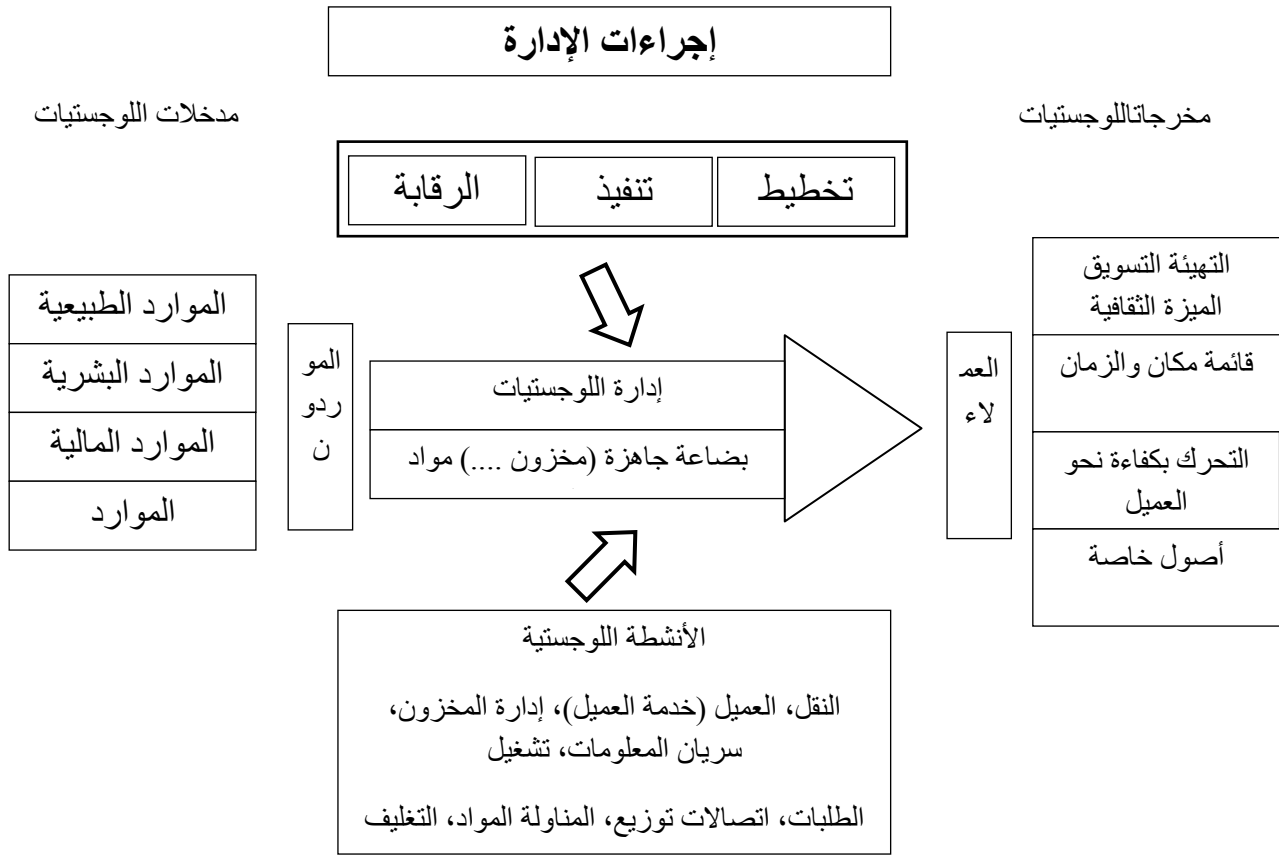 إجراءات الإدارة
مخرجاتاللوجستيات
مدخلات اللوجستيات
تخطيط
تنفيذ
الرقابة
التهيئة التسويق
الميزة الثقافية
قائمة مكان والزمان
التحرك بكفاءة نحو
العميل
أصول خاصة
العم
لاء
إدارة اللوجستيات
بضاعة جاهزة (مخزون ....) مواد
المو
ردو
ن
الموارد الطبيعية
الموارد البشرية
الموارد المالية
الموارد
الأنشطة اللوجستية
النقل، العميل (خدمة العميل)، إدارة المخزون،
سريان المعلومات، تشغيل
الطلبات، اتصالات توزيع، المناولة المواد، التغليف